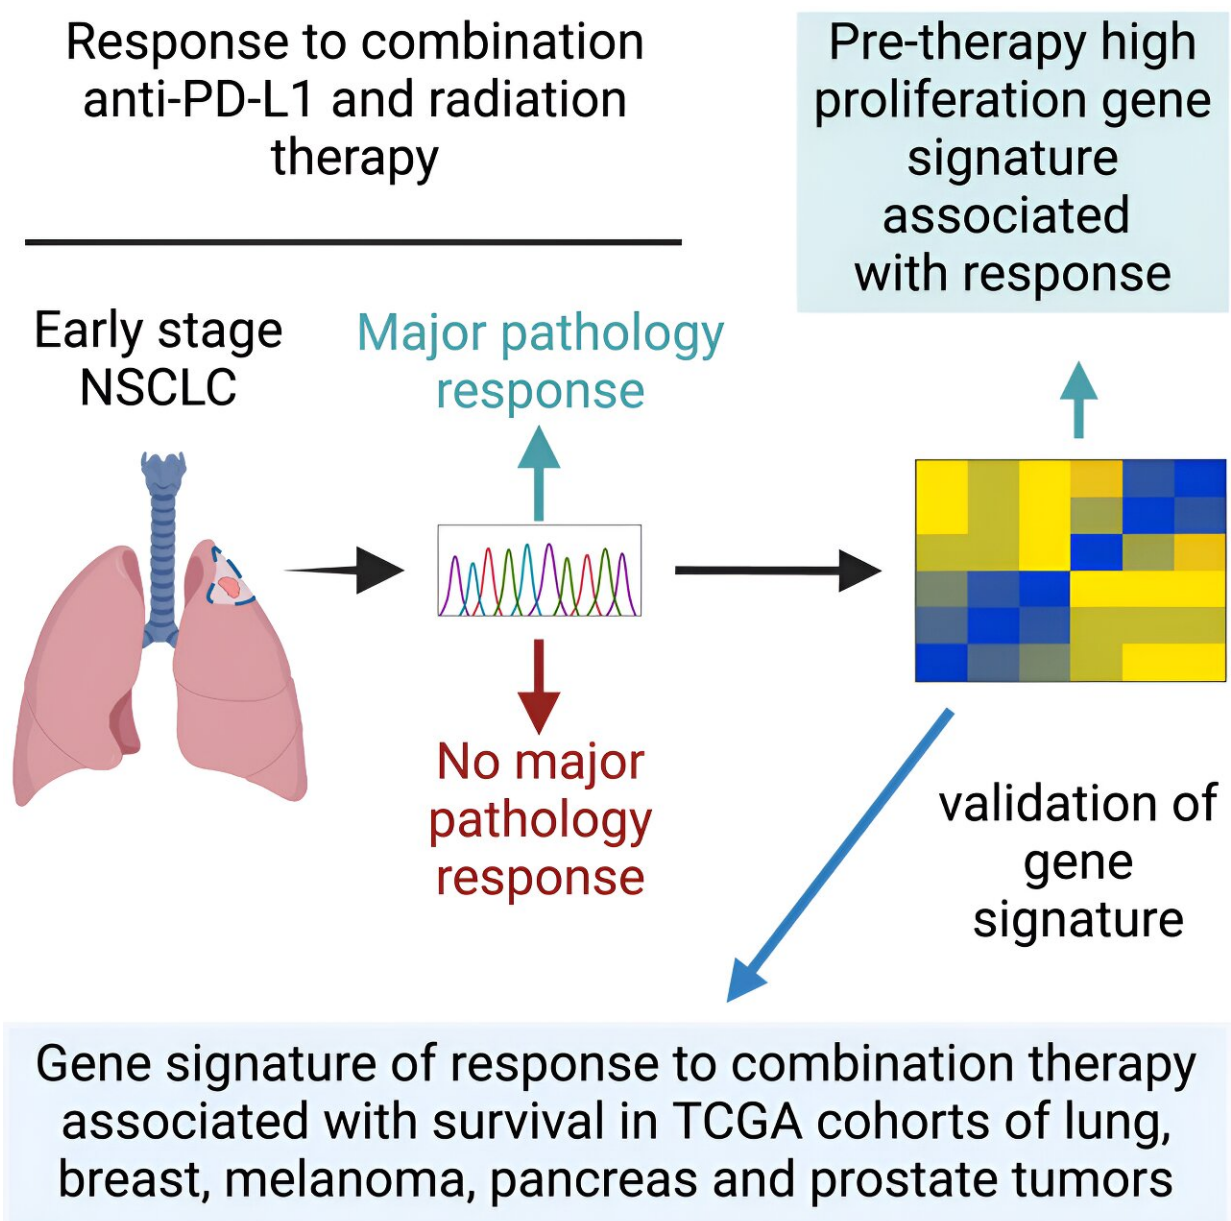 Response to combination
anti-PD-L1 and radiation
therapy
Pre-therapy high
proliferation gene
signature
associated
with response
Early stage
NSCLC
Major pathology
response
No major
pathology
response
validation of
gene
signature
Gene signature of response to combination therapy
associated with survival in TCGA cohorts of lung,
breast, melanoma, pancreas and prostate tumors